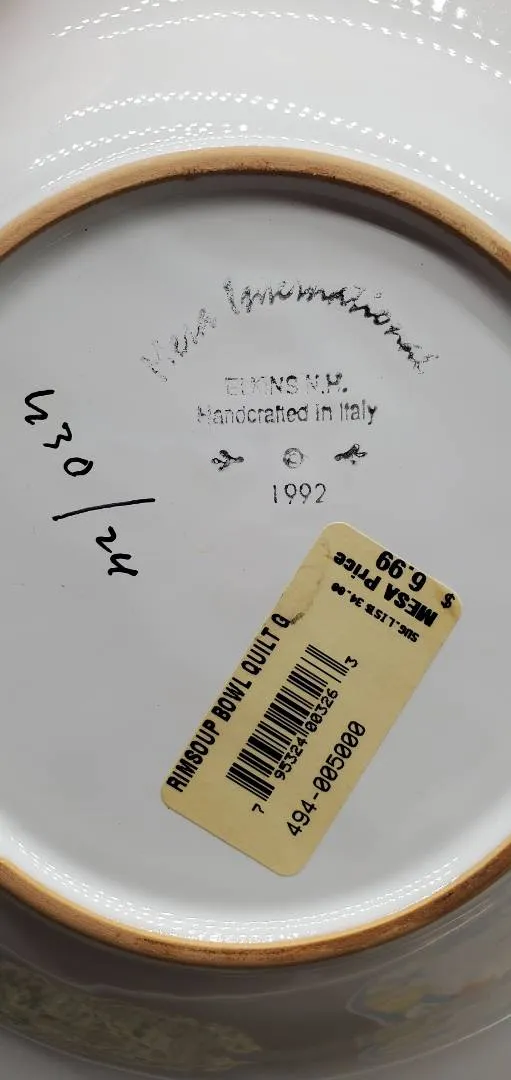 Mesa International
ELKINS N.H.
Handcrafted in Italy
©
1992
430/24
MESA Price
$ 6.99
SUG.LIST$ 34.00
RIMSOUP BOWL QUILT Q
7 95324 00326 3
494-005000